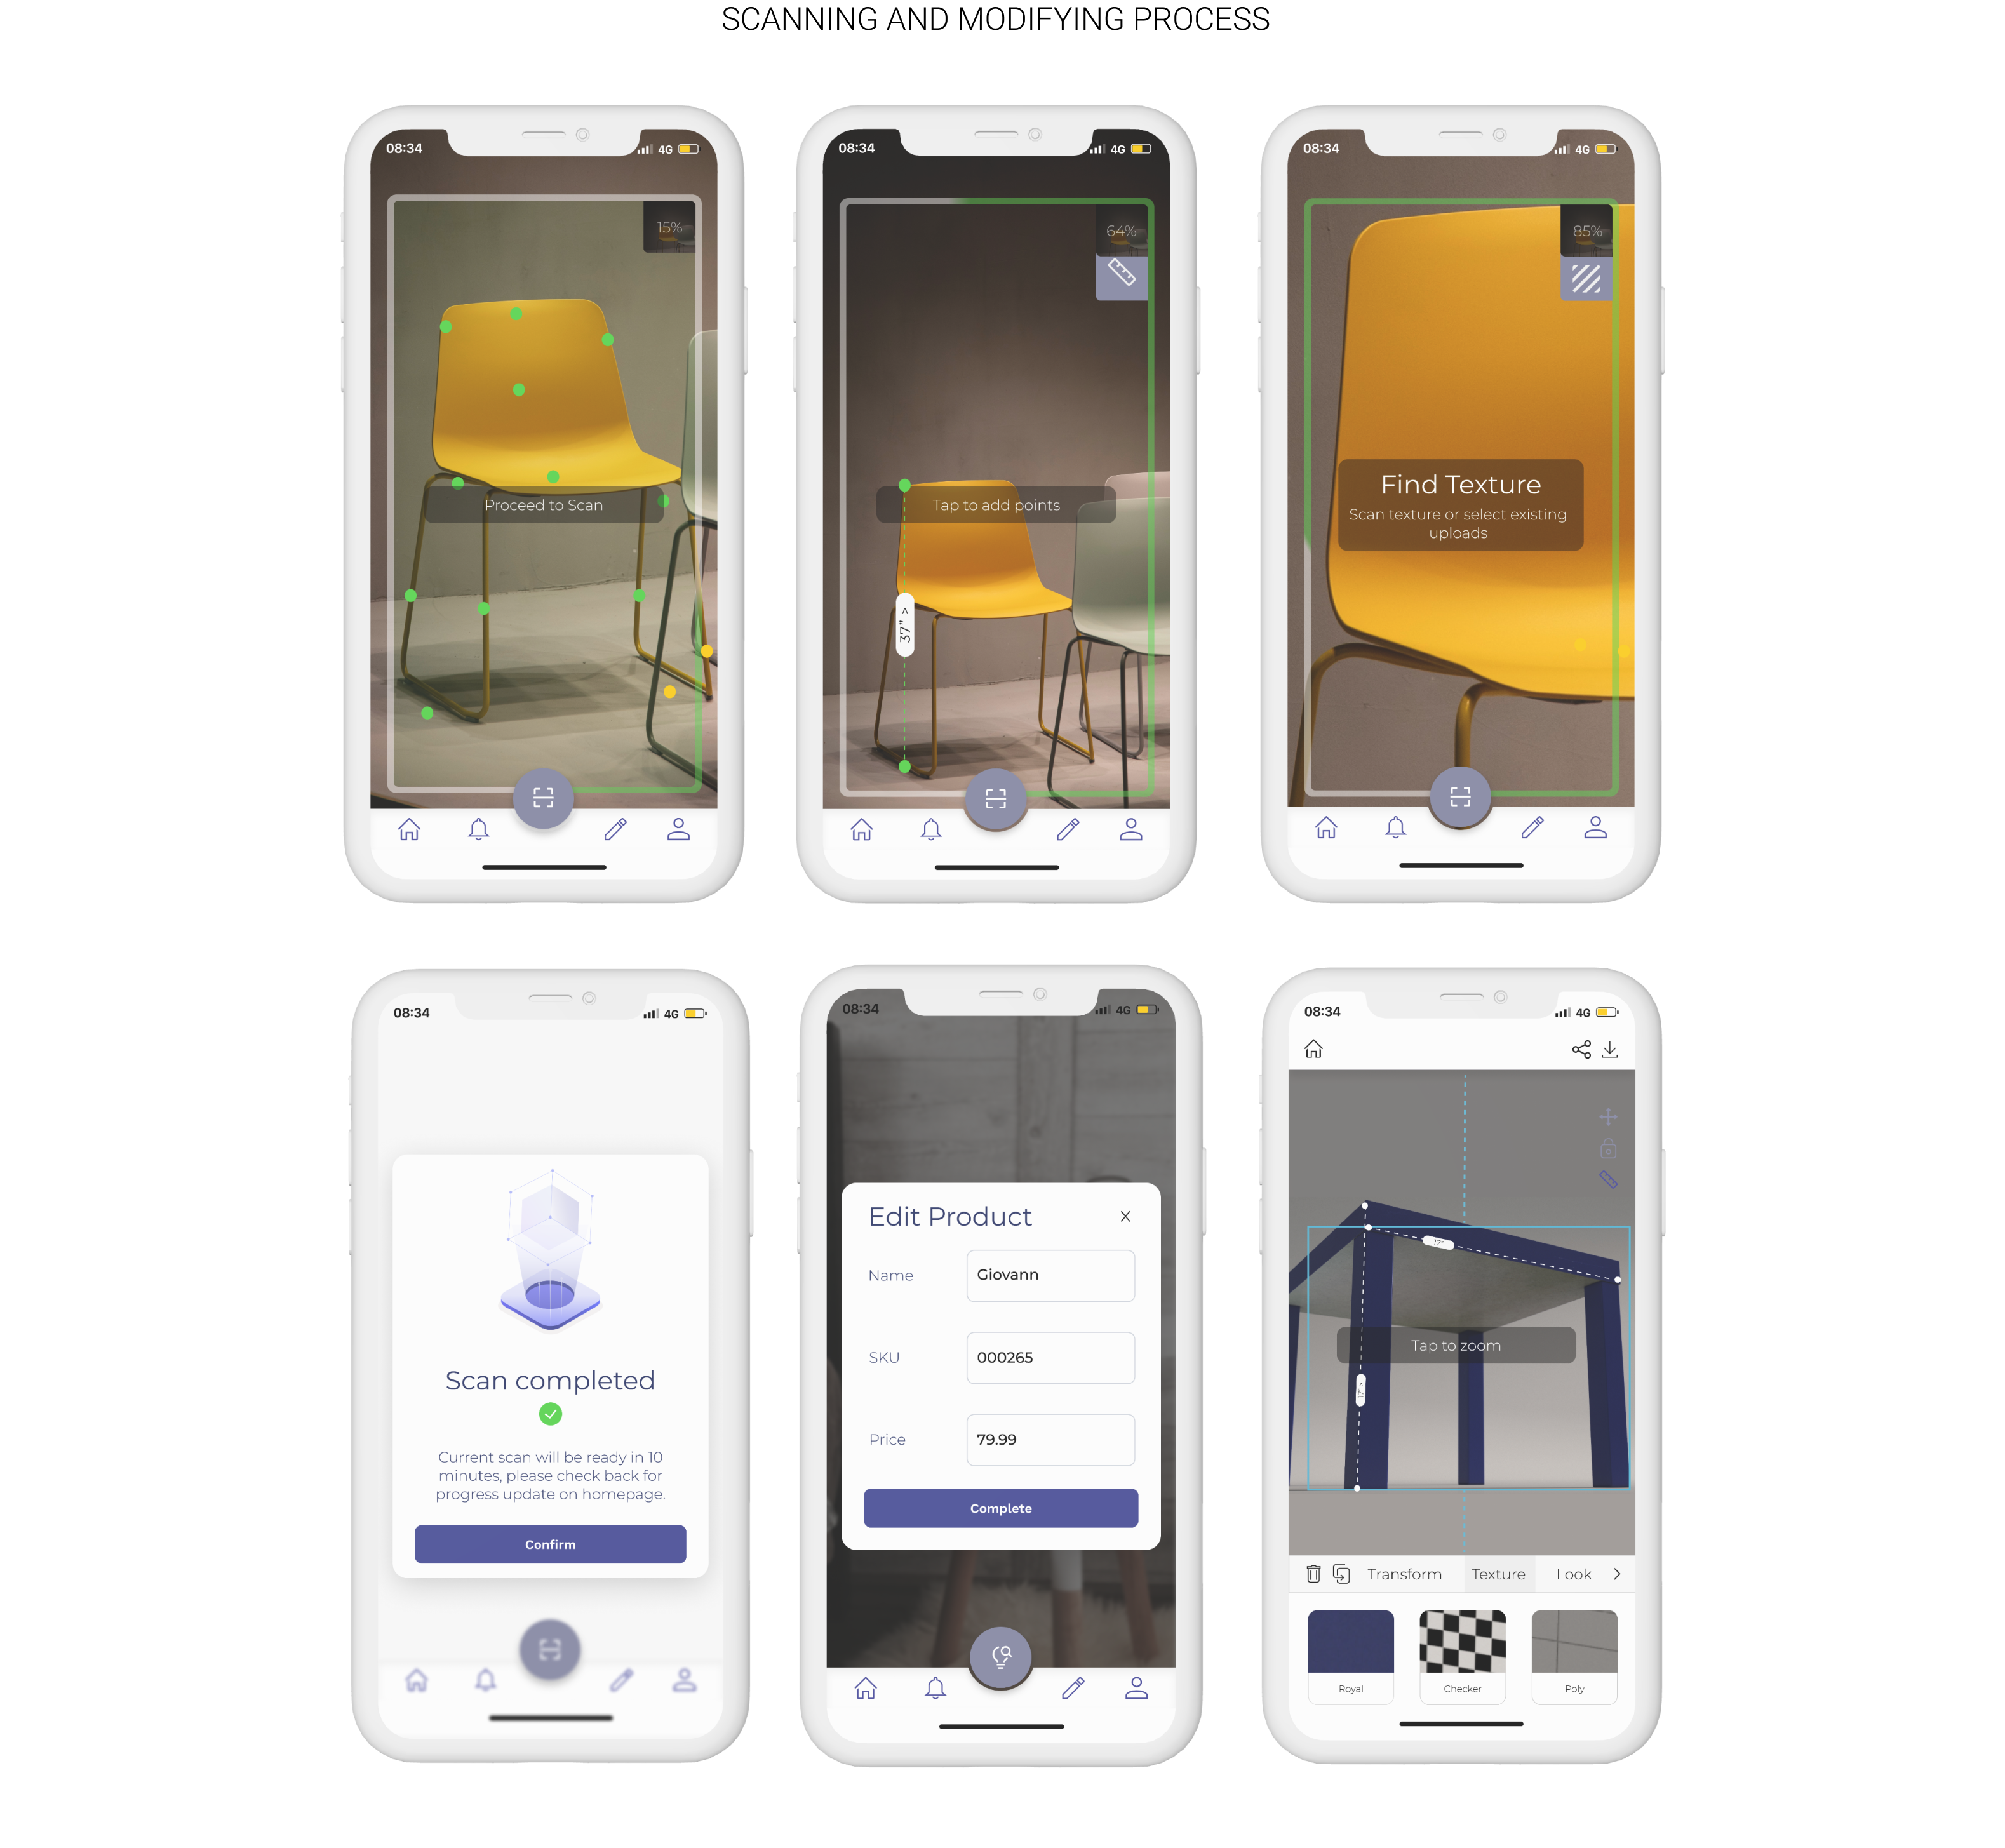 SCANNING AND MODIFYING PROCESS
08:34
4G
15%
Proceed to Scan
08:34
4G
64%
Tap to add points
37" >
08:34
4G
85%
Find Texture
Scan texture or select existing
uploads
08:34
4G
Scan completed
Current scan will be ready in 10
minutes, please check back for
progress update on homepage.
Confirm
08:34
4G
Edit Product
X
Name
Giovann
SKU
000265
Price
79.99
Complete
08:34
4G
17"
Tap to zoom
17" >
Transform
Texture
Look
Royal
Checker
Poly